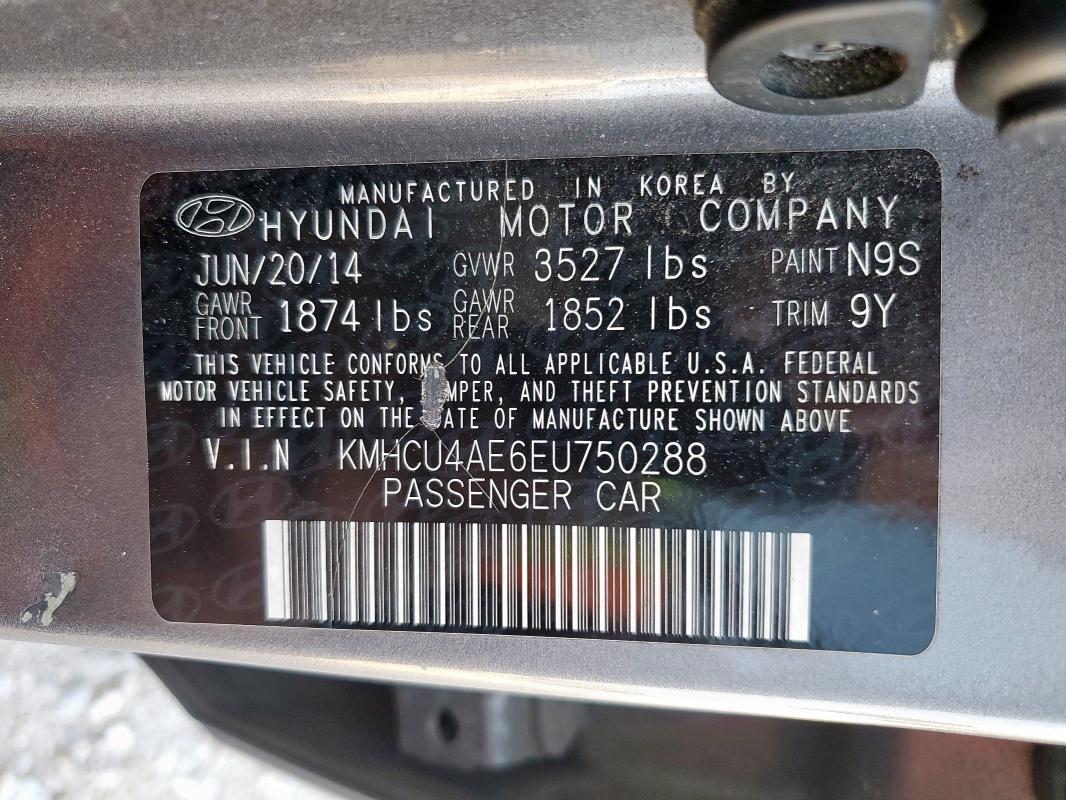 MANUFACTURED IN KOREA BY
HYUNDAI MOTOR COMPANY
JUN/20/14 GVWR 3527 lbs PAINT N9S
GAWR FRONT 1874 lbs GAWR REAR 1852 lbs TRIM 9Y
THIS VEHICLE CONFORMS TO ALL APPLICABLE U.S.A. FEDERAL
MOTOR VEHICLE SAFETY, AND THEFT PREVENTION STANDARDS
IN EFFECT ON THE DATE OF MANUFACTURE SHOWN ABOVE
V.I.N KMHCU4AE6EU750288
PASSENGER CAR